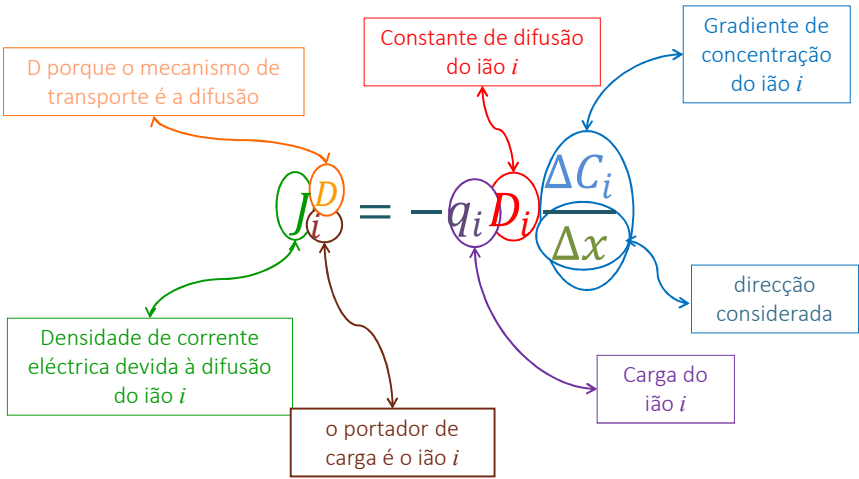 Gradiente de
concentração
do ião i
Constante de difusão
do ião i
D porque o mecanismo de
transporte é a difusão
J_i^D = −q_i D_i ΔC_i / Δx
direcção
considerada
Densidade de corrente
eléctrica devida à difusão
do ião i
Carga do
ião i
o portador de
carga é o ião i